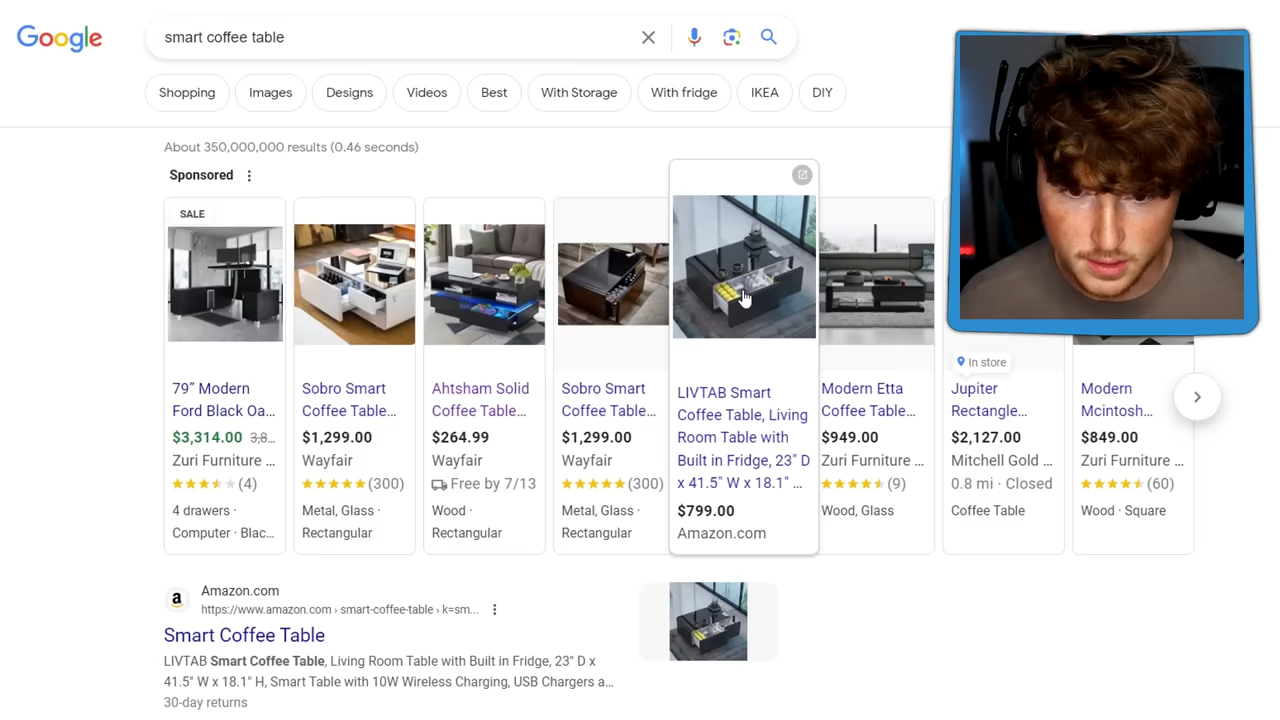 Google
smart coffee table
Shopping
Images
Designs
Videos
Best
With Storage
With fridge
IKEA
DIY
About 350,000,000 results (0.46 seconds)
Sponsored
SALE
79” Modern
Ford Black Oa...
$3,314.00 3,8...
Zuri Furniture ...
(4)
4 drawers ·
Computer · Blac...
Sobro Smart
Coffee Table...
$1,299.00
Wayfair
(300)
Metal, Glass ·
Rectangular
Ahtsham Solid
Coffee Table...
$264.99
Wayfair
Free by 7/13
Wood ·
Rectangular
Sobro Smart
Coffee Table...
$1,299.00
Wayfair
(300)
Metal, Glass ·
Rectangular
LIVTAB Smart
Coffee Table, Living
Room Table with
Built in Fridge, 23" D
x 41.5" W x 18.1" ...
$799.00
Amazon.com
Modern Etta
Coffee Table...
$949.00
Zuri Furniture ...
(9)
Wood, Glass
In store
Jupiter
Rectangle...
$2,127.00
Mitchell Gold ...
0.8 mi · Closed
Coffee Table
Modern
Mcintosh...
$849.00
Zuri Furniture ...
(60)
Wood · Square
a
Amazon.com
https://www.amazon.com › smart-coffee-table › k=sm...
Smart Coffee Table
LIVTAB Smart Coffee Table, Living Room Table with Built in Fridge, 23" D x
41.5" W x 18.1" H, Smart Table with 10W Wireless Charging, USB Chargers a...
30-day returns